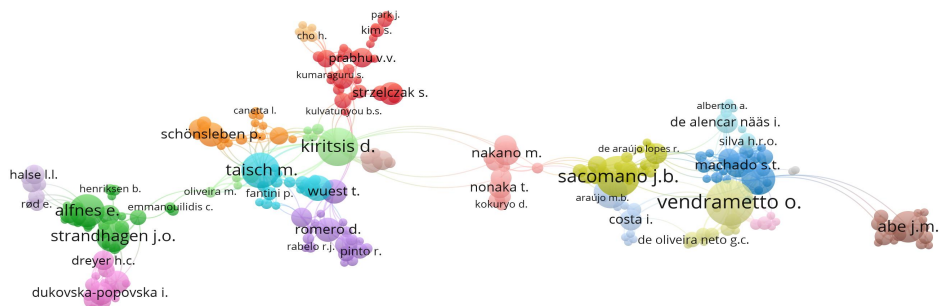 park j.
cho h.
kim s.
prabhu v.v.
kumaraguru s.
strzelczak s.
canetta l.
kulvatunyou b.s.
schönsleben p.
kiritsis d.
taisch m.
halse l.l.
henriksen b.
oliveira m.
fantini p.
wuest t.
rød e.
alfnes e.
emmanouilidis c.
strandhagen j.o.
romero d.
rabelo r.j.
pinto r.
dreyer h.c.
dukovska-popovska i.
nakano m.
nonaka t.
kokuryo d.
alberton a.
de alencar nääs i.
silva h.r.o.
de araújo lopes r.
machado s.t.
sacomano j.b.
araújo m.b.
vendrametto o.
costa i.
de oliveira neto g.c.
abe j.m.